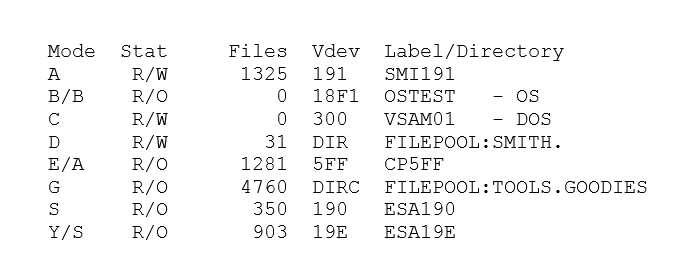 Mode  Stat     Files  Vdev  Label/Directory
A      R/W      1325  191   SMI191
B/B    R/O         0  18F1  OSTEST   - OS
C      R/W         0  300   VSAM01   - DOS
D      R/W        31  DIR   FILEPOOL:SMITH.
E/A    R/O      1281  5FF   CP5FF
G      R/O      4760  DIRC  FILEPOOL:TOOLS.GOODIES
S      R/O       350  190   ESA190
Y/S    R/O       903  19E   ESA19E